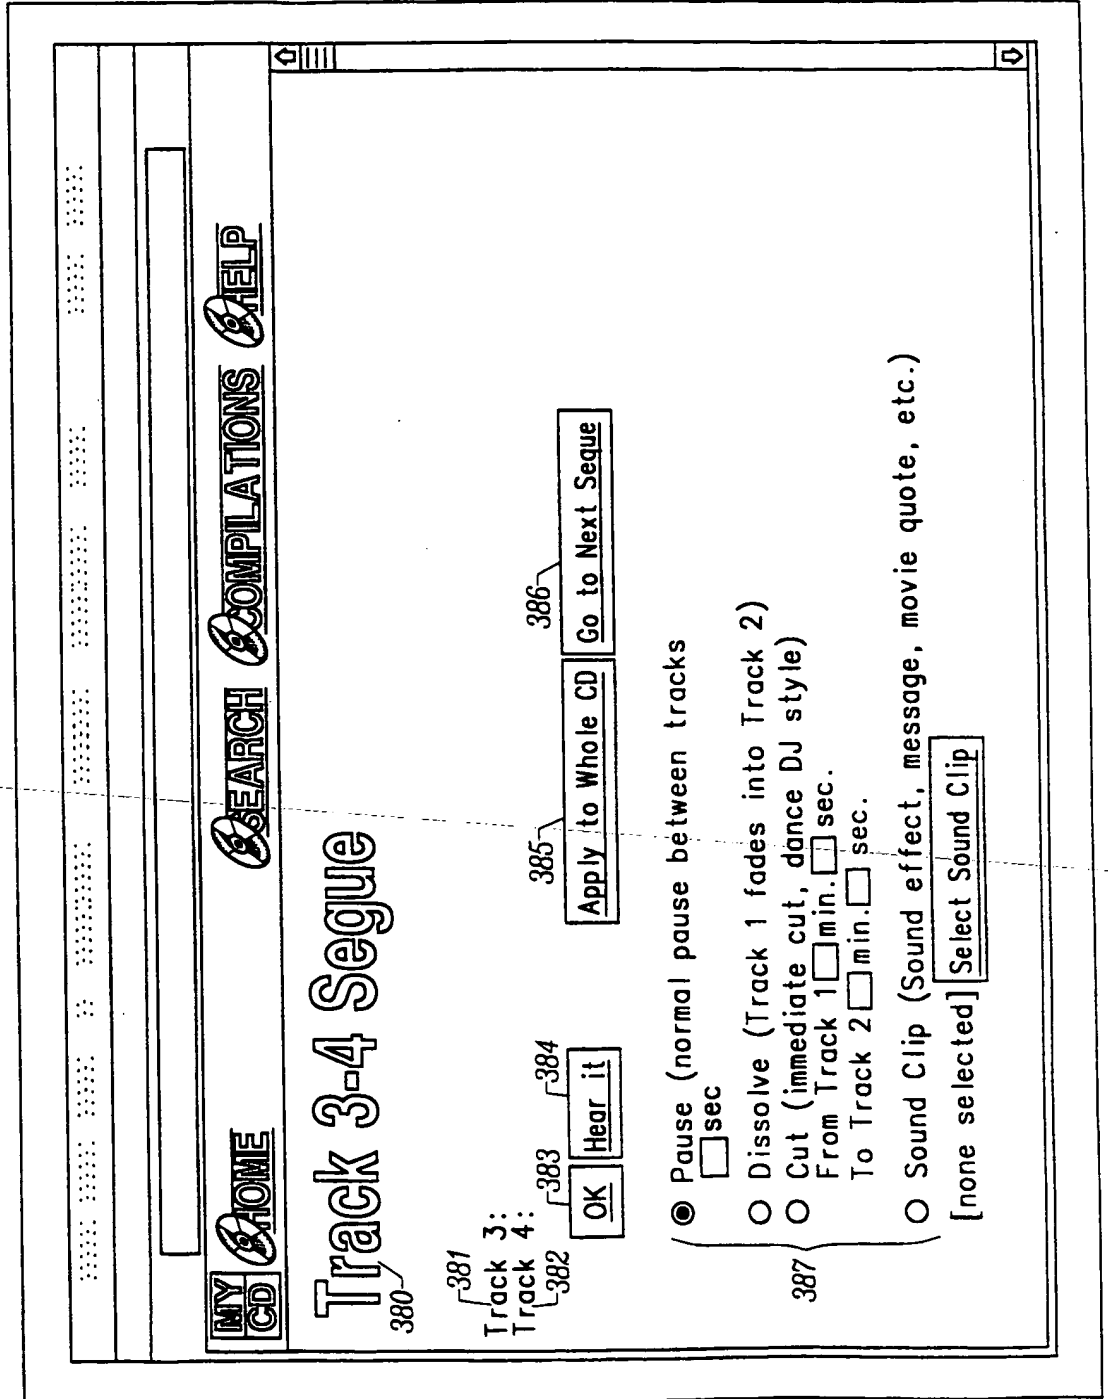 MY CD HOME SEARCH COMPILATIONS HELP
Track 3-4 Segue
380
381
Track 3:
Track 4:
382
383
384
385
386
OK Hear it Apply to Whole CD Go to Next Seque
Pause (normal pause between tracks
sec
Dissolve (Track 1 fades into Track 2)
Cut (immediate cut, dance DJ style)
From Track 1 min. sec.
To Track 2 min. sec.
Sound Clip (Sound effect, message, movie quote, etc.)
[none selected] Select Sound Clip
387